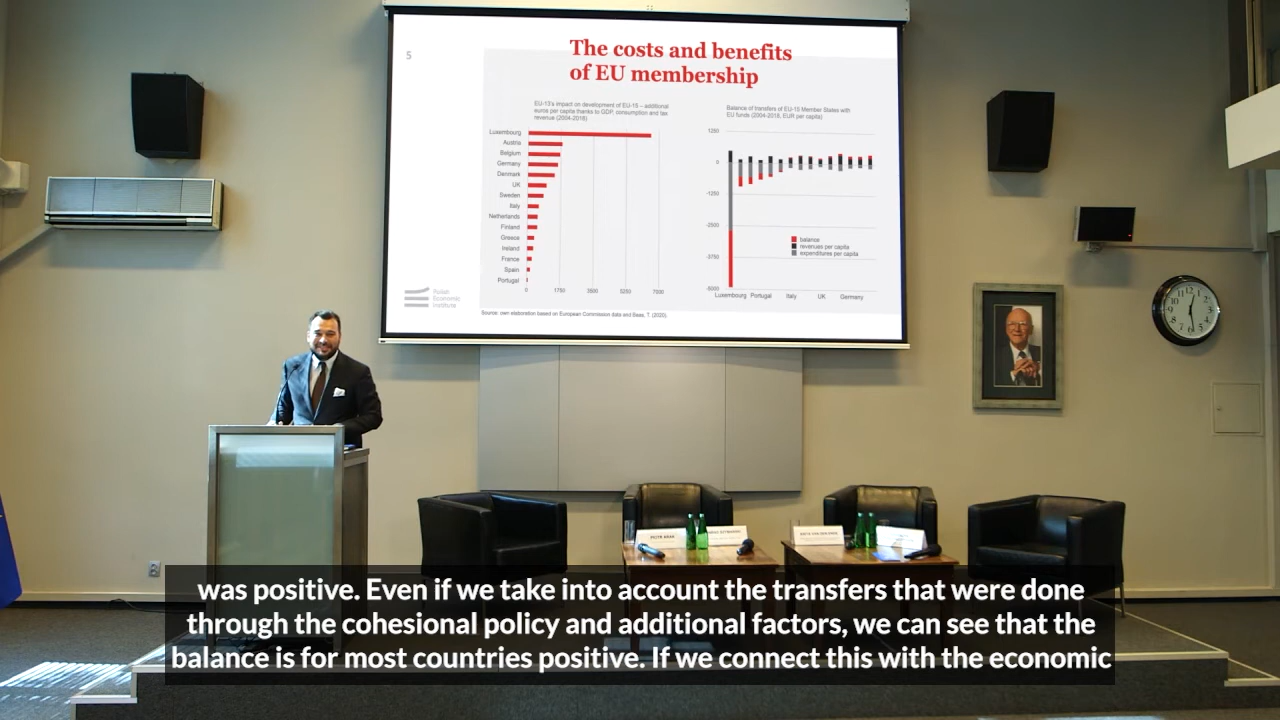 5
The costs and benefits
of EU membership
EU-13's impact on development of EU-15 – additional
euros per capita thanks to GDP, consumption and tax
revenue (2004-2018)
Luxembourg
Austria
Belgium
Germany
Denmark
UK
Sweden
Italy
Netherlands
Finland
Greece
Ireland
France
Spain
Portugal
0 1750 3500 5250 7000
Balance of transfers of EU-15 Member States with
EU funds (2004-2018, EUR per capita)
1250
0
-1250
-2500
-3750
-5000
balance
revenues per capita
expenditures per capita
Luxembourg Portugal Italy UK Germany
Polish
Economic
Institute
Source: own elaboration based on European Commission data and Baas, T. (2020).
was positive. Even if we take into account the transfers that were done
through the cohesional policy and additional factors, we can see that the
balance is for most countries positive. If we connect this with the economic